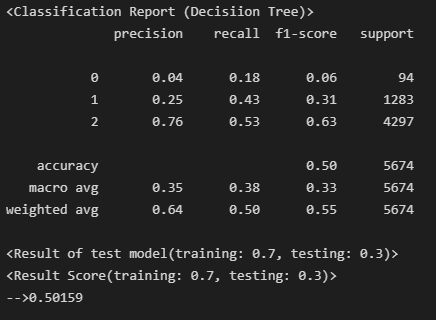 <Classification Report (Decisiion Tree)>
precision recall f1-score support
0 0.04 0.18 0.06 94
1 0.25 0.43 0.31 1283
2 0.76 0.53 0.63 4297
accuracy 0.50 5674
macro avg 0.35 0.38 0.33 5674
weighted avg 0.64 0.50 0.55 5674
<Result of test model(training: 0.7, testing: 0.3)>
<Result Score(training: 0.7, testing: 0.3)>
-->0.50159